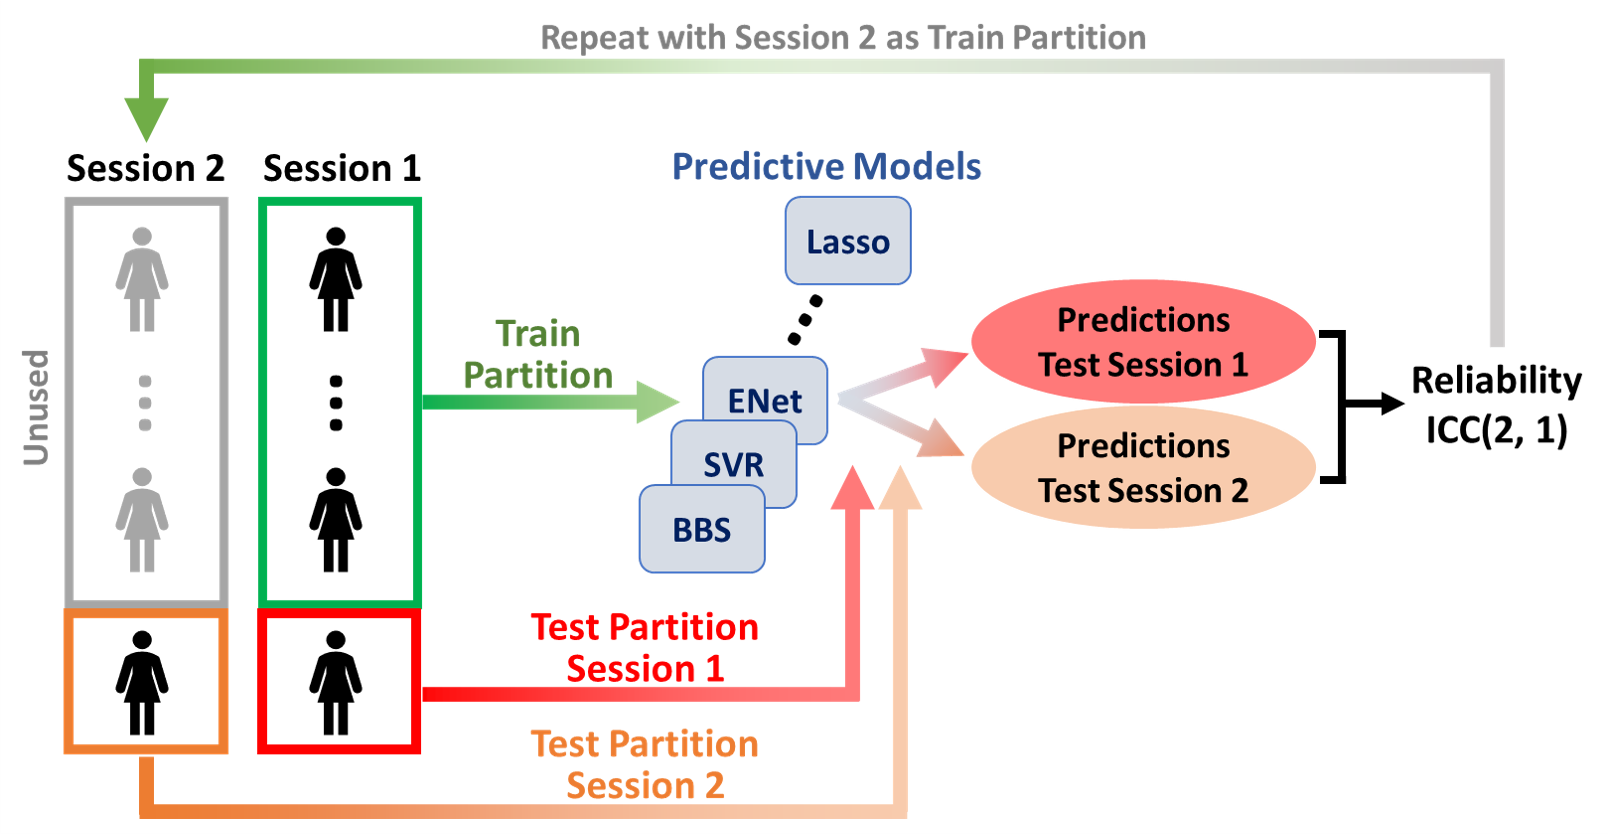 Repeat with Session 2 as Train Partition
Session 2
Session 1
Predictive Models
Lasso
Unused
Train
Partition
ENet
SVR
BBS
Predictions
Test Session 1
Predictions
Test Session 2
Reliability
ICC(2, 1)
Test Partition
Session 1
Test Partition
Session 2